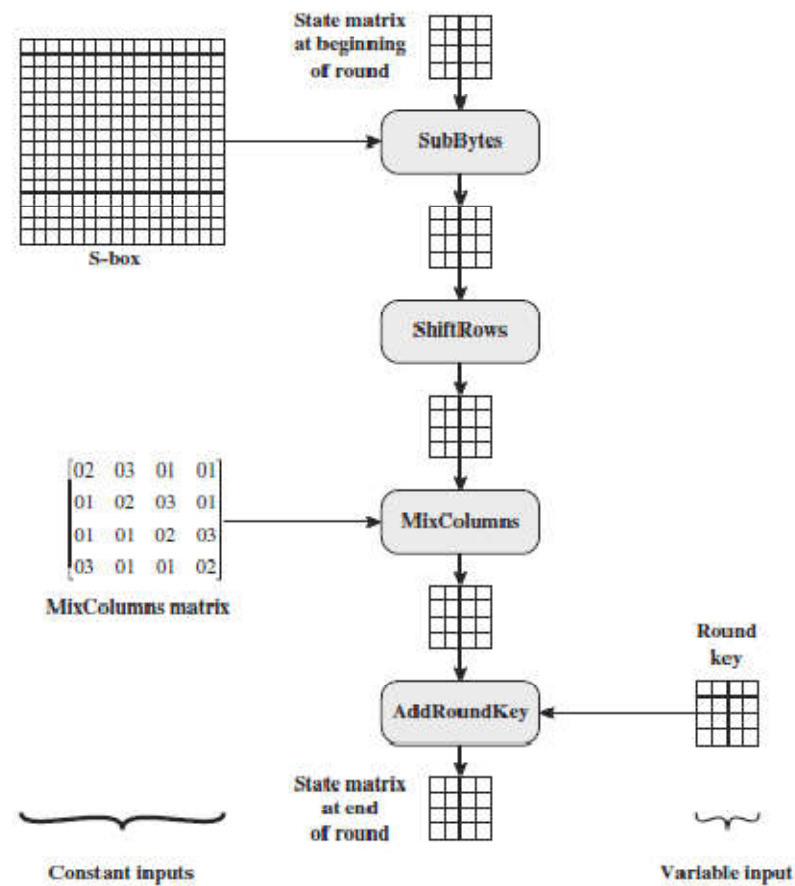 State matrix
at beginning
of round
SubBytes
S-box
ShiftRows
02 03 01 01
01 02 03 01
01 01 02 03
03 01 01 02
MixColumns matrix
MixColumns
Round
key
AddRoundKey
State matrix
at end
of round
Constant inputs
Variable input